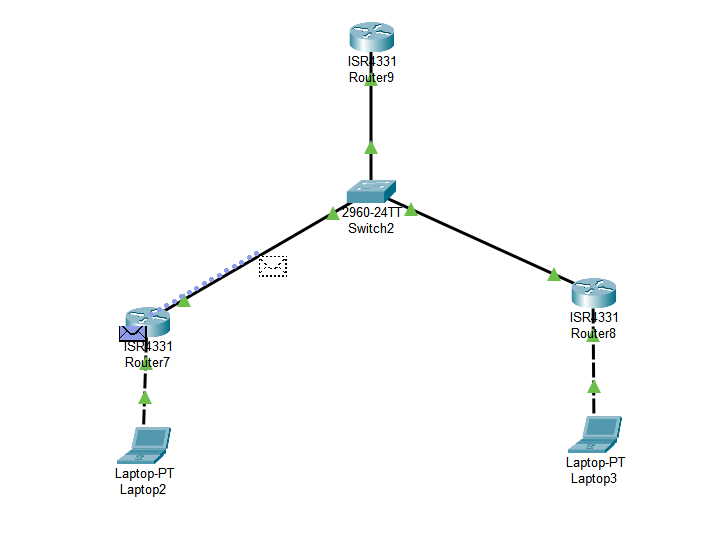 ISR4331
Router9
2960-24TT
Switch2
ISR4331
Router7
ISR4331
Router8
Laptop-PT
Laptop2
Laptop-PT
Laptop3